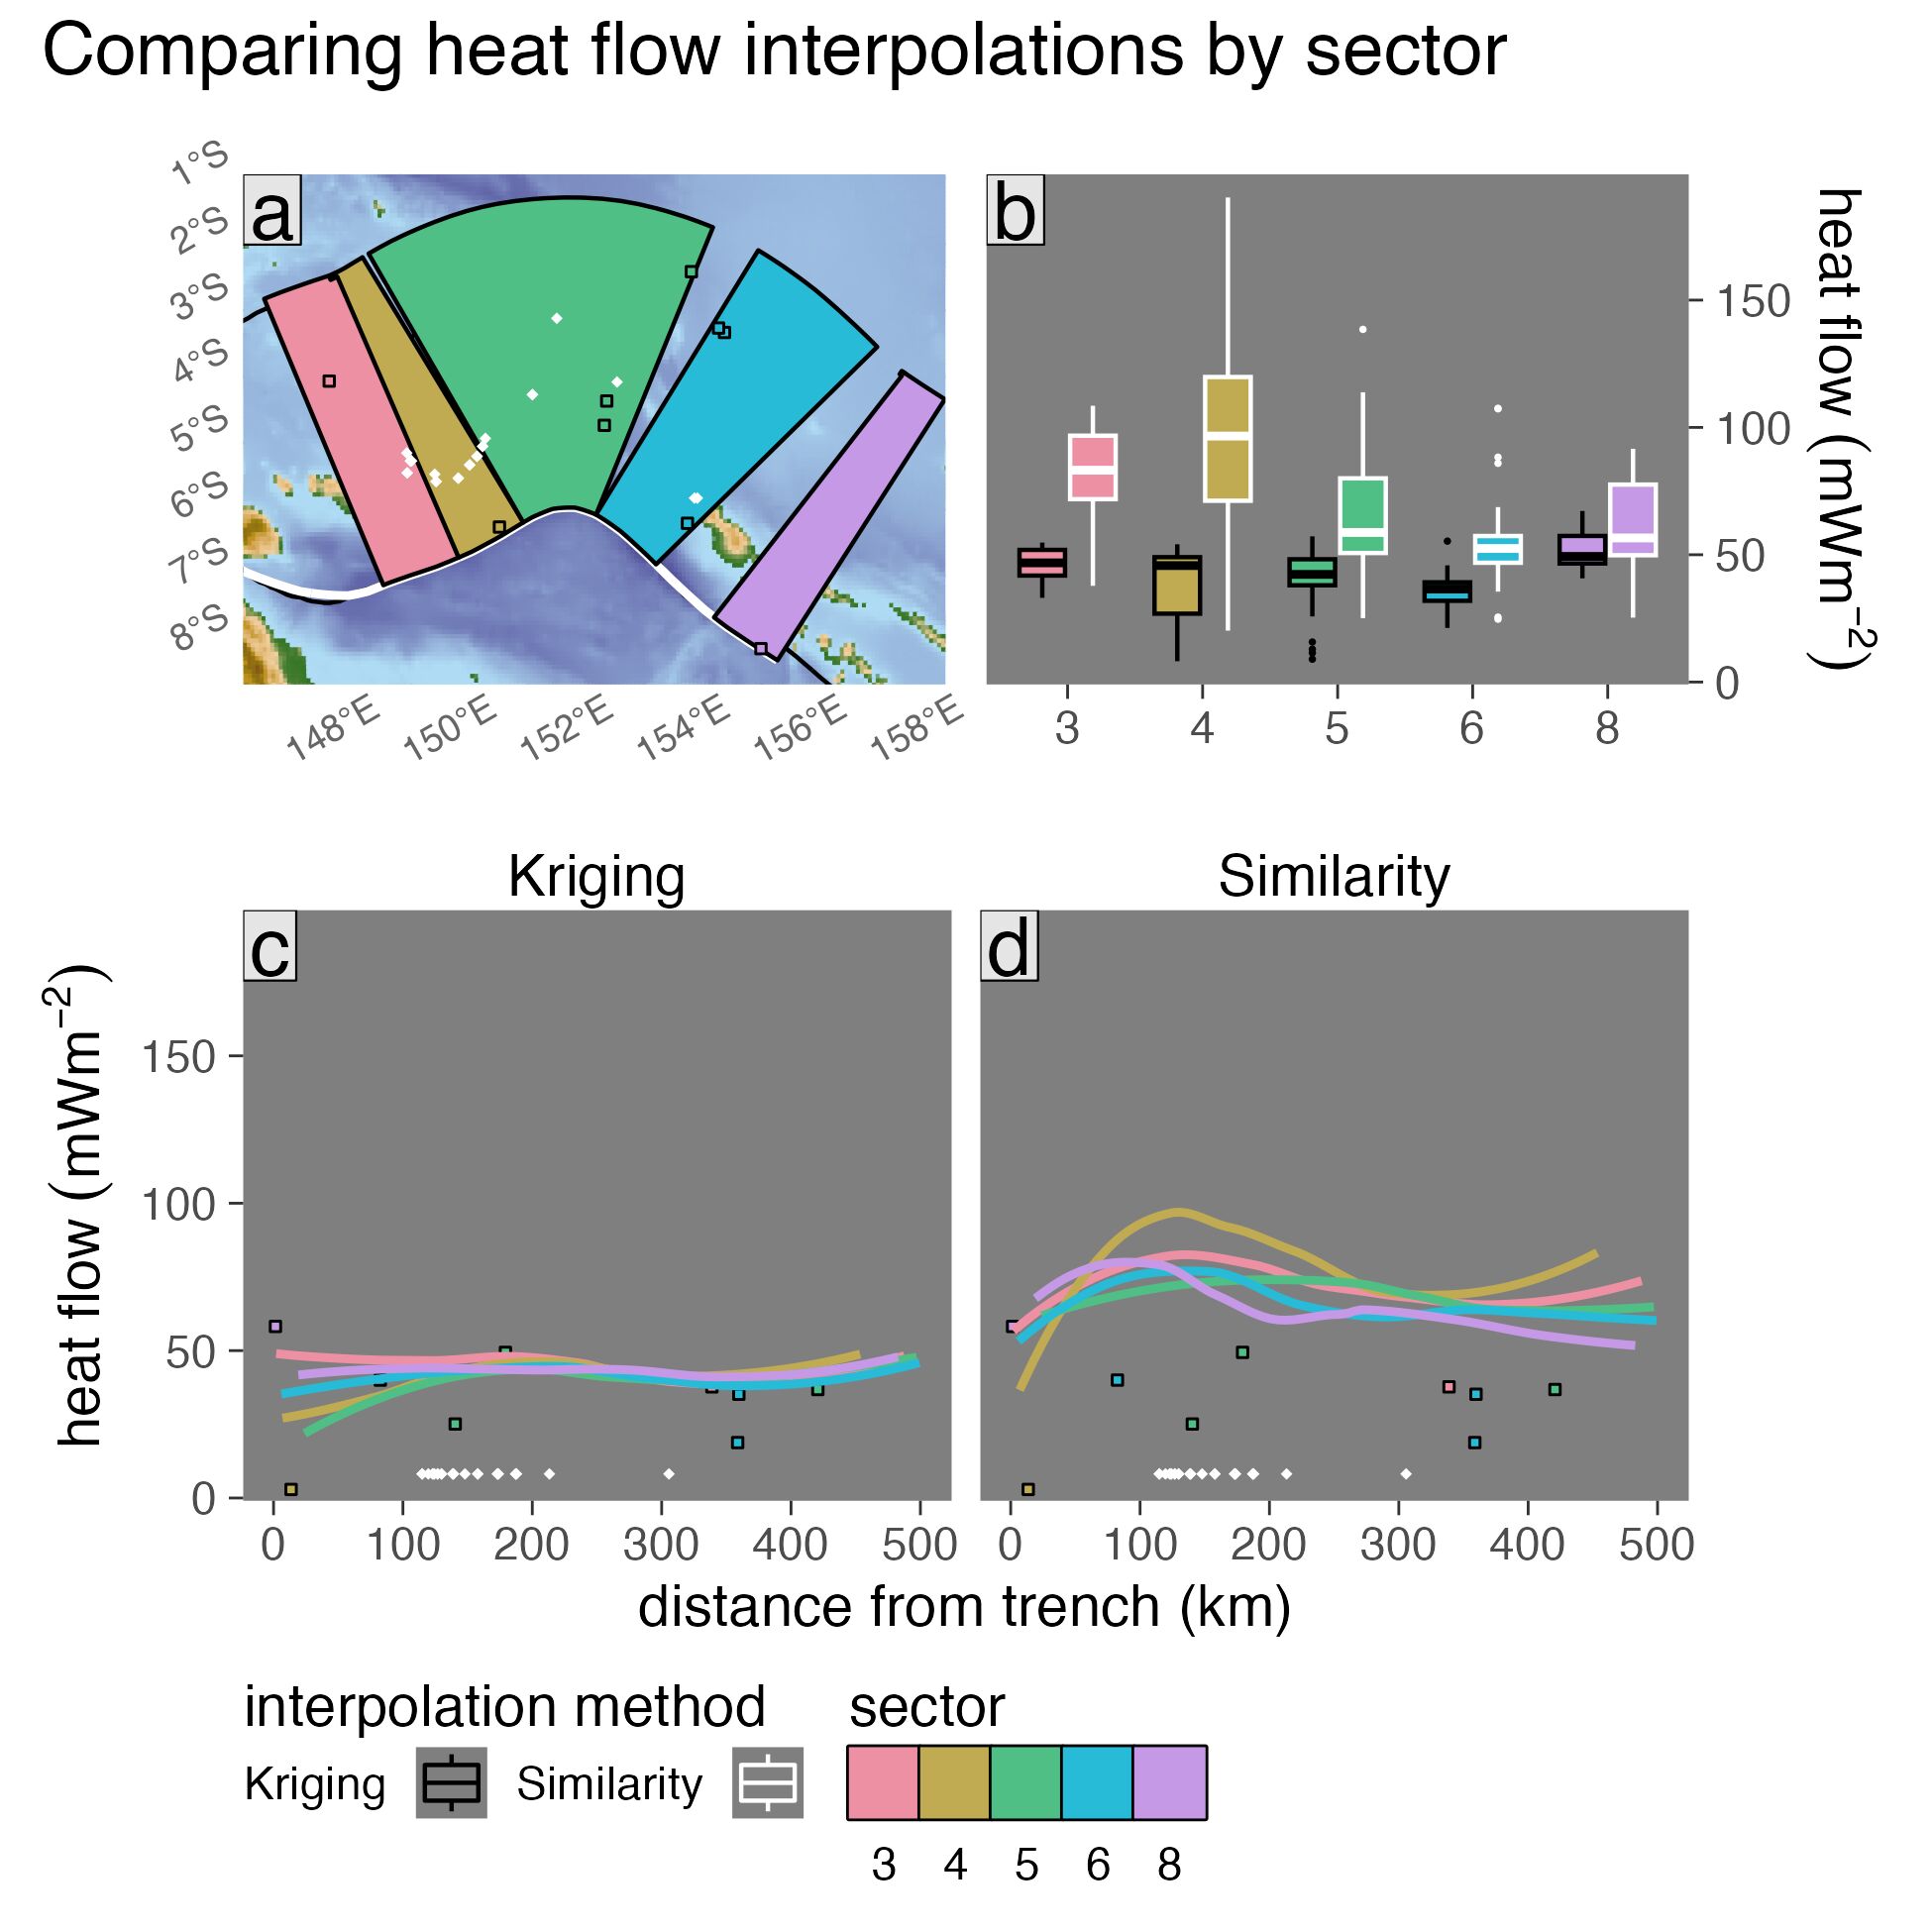 Comparing heat flow interpolations by sector
a
1°S
2°S
3°S
4°S
5°S
6°S
7°S
8°S
148°E 150°E 152°E 154°E 156°E 158°E
b
150
100
50
0
heat flow (mWm⁻²)
3 4 5 6 8
Kriging
Similarity
c
d
heat flow (mWm⁻²)
150
100
50
0
0 100 200 300 400 500
0 100 200 300 400 500
distance from trench (km)
interpolation method
Kriging Similarity
sector
3 4 5 6 8